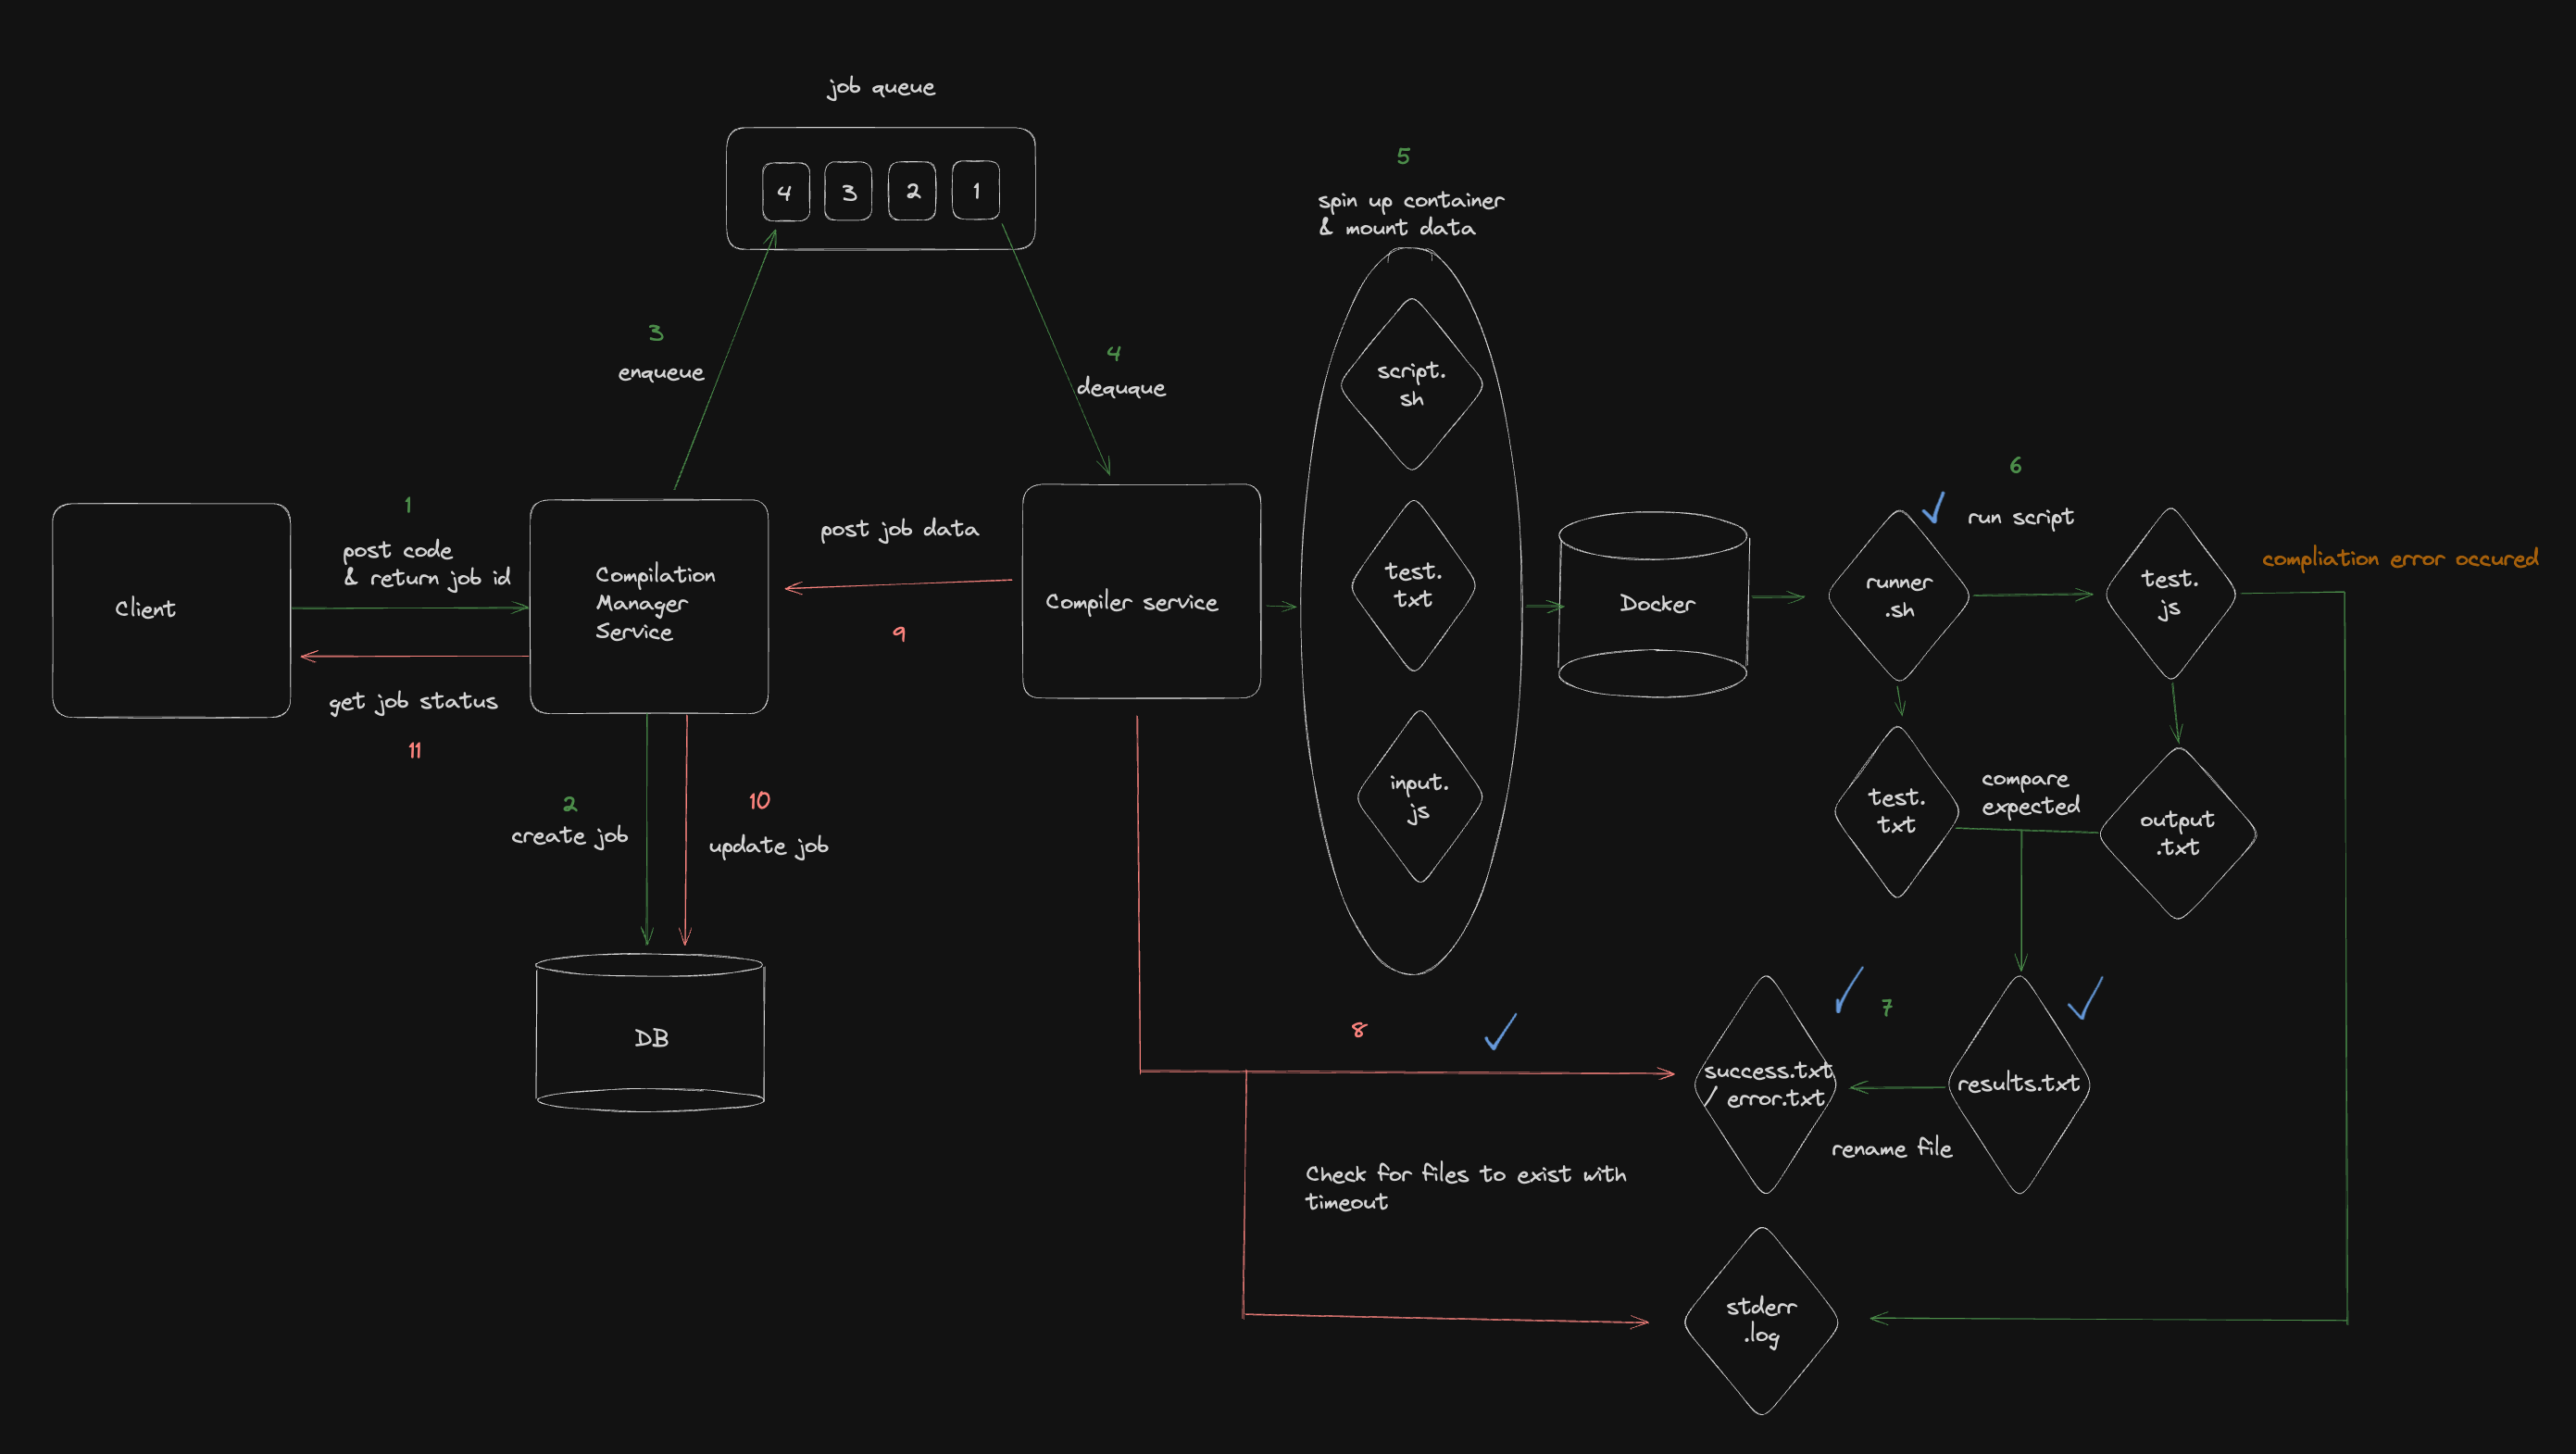 job queue
4
3
2
1
5
spin up container
& mount data
3
enqueue
4
dequque
script.
sh
6
run script
1
post code
& return job id
Client
get job status
11
Compilation
Manager
Service
post job data
9
Compiler service
test.
txt
input.
js
Docker
runner
.sh
test.
js
compliation error occured
test.
txt
compare
expected
output
.txt
2
create job
10
update job
DB
8
7
success.txt
/ error.txt
results.txt
rename file
Check for files to exist with
timeout
stderr
.log